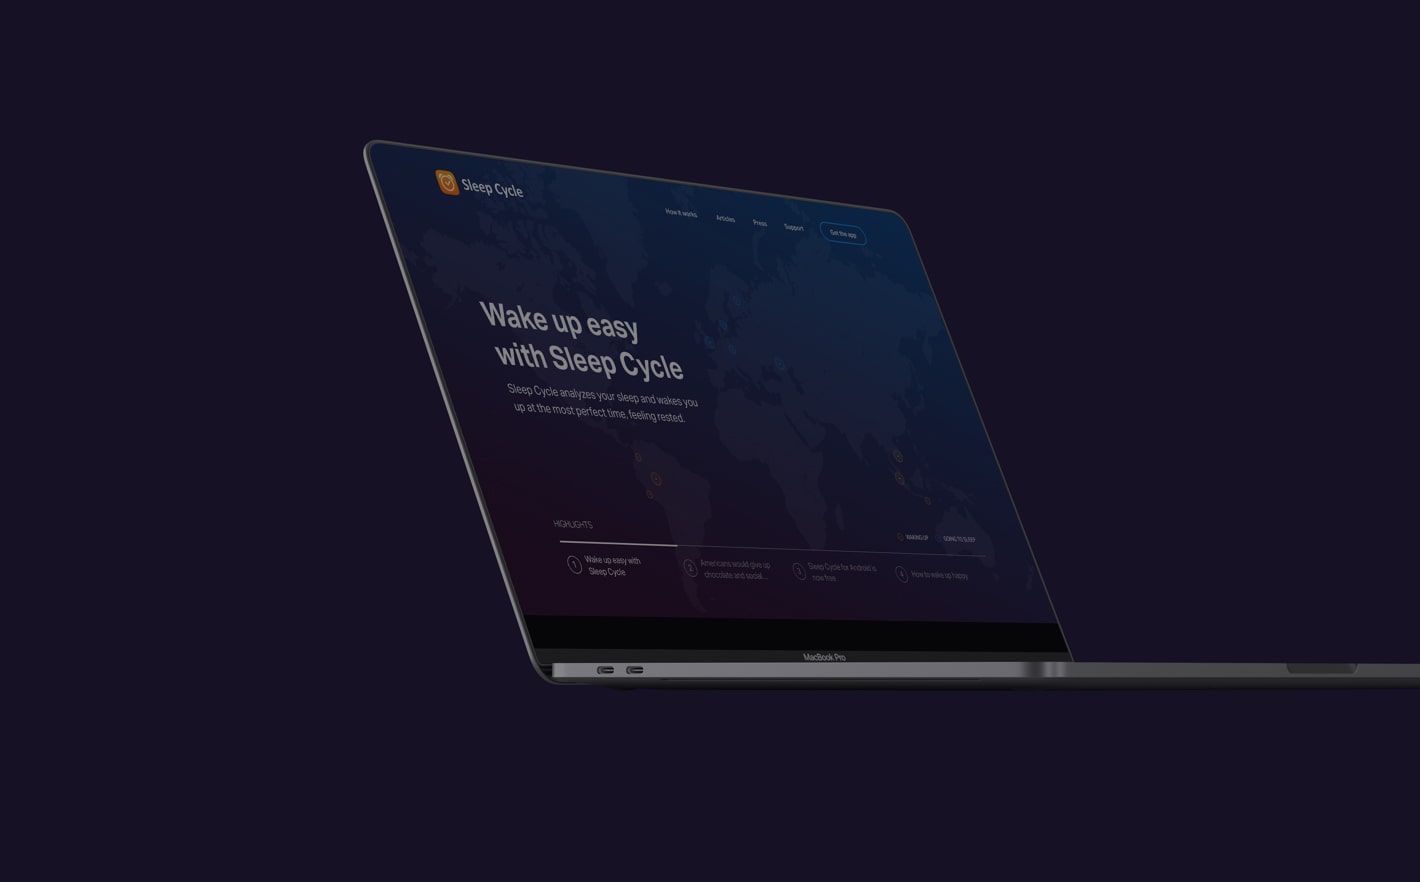 Sleep Cycle
How it works
Articles
Press
Support
Get the app
Wake up easy
with Sleep Cycle
Sleep Cycle analyzes your sleep and wakes you
up at the most perfect time, feeling rested.
HIGHLIGHTS
WAKING UP
GOING TO SLEEP
1
Wake up easy with
Sleep Cycle
2
Americans would give up
chocolate and social...
3
Sleep Cycle for Android is
now free
4
How to wake up happy
MacBook Pro